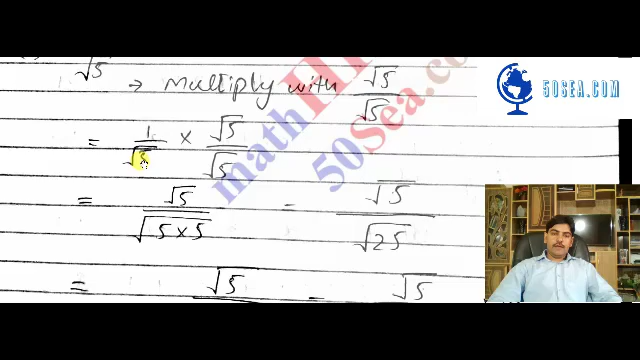 √5
→ Multiply with √5/√5
= 1/√5 × √5/√5
= √5/√(5×5) = √5/√25
= √5 = √5
50SEA.COM
mathHi
50Sea.com